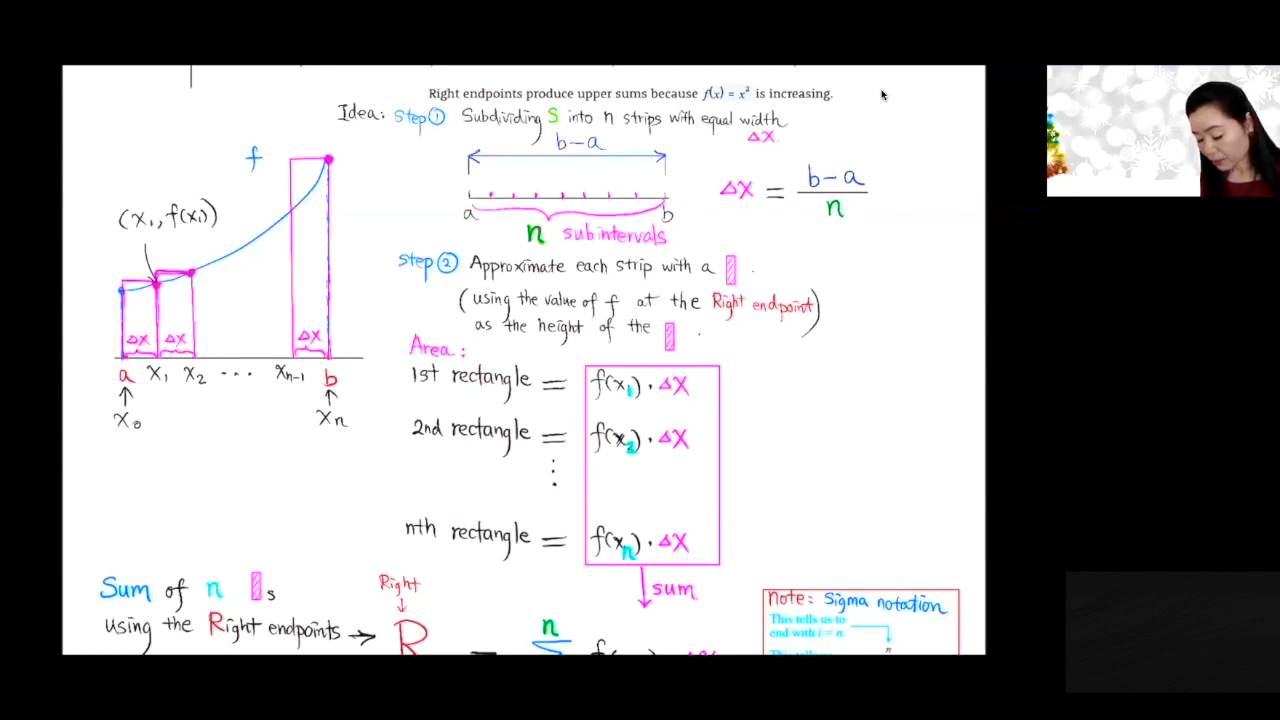 Right endpoints produce upper sums because f(x) = x² is increasing.
Idea: Step ① Subdividing S into n strips with equal width
ΔX
b-a
a b
n subintervals
ΔX = b-a / n
f
(x₁, f(x₁))
ΔX ΔX ΔX
a X₁ X₂ ... Xn-1 b
X₀ Xn
Step ② Approximate each strip with a .
(using the value of f at the Right endpoint)
as the height of the .
Area:
1st rectangle = f(x₁) · ΔX
2nd rectangle = f(x₂) · ΔX
⋮
nth rectangle = f(xn) · ΔX
sum
Sum of n s
using the Right endpoints →
Right
R = n
note: Sigma notation
This tells us to
end with i = n.
n